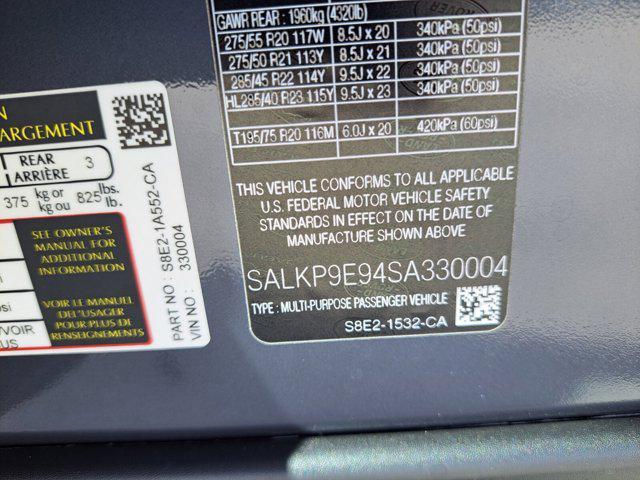 N
ARGEMENT
REAR
ARRIÈRE
3
375 kg or kg ou 825 lbs. lb.
SEE OWNER'S
MANUAL FOR
ADDITIONAL
INFORMATION
VOIR LE MANUEL
DE L'USAGER
POUR PLUS DE
RENSEIGNEMENTS
si
VOIR
US
PART NO : S8E2-1A552-CA
VIN NO : 330004
GAWR REAR : 1960kg (4320lb)
275/55 R20 117W 8.5J x 20 340kPa (50psi)
275/50 R21 113Y 8.5J x 21 340kPa (50psi)
285/45 R22 114Y 9.5J x 22 340kPa (50psi)
HL285/40 R23 115Y 9.5J x 23 340kPa (50psi)
T195/75 R20 116M 6.0J x 20 420kPa (60psi)
THIS VEHICLE CONFORMS TO ALL APPLICABLE
U.S. FEDERAL MOTOR VEHICLE SAFETY
STANDARDS IN EFFECT ON THE DATE OF
MANUFACTURE SHOWN ABOVE
SALKP9E94SA330004
TYPE : MULTI-PURPOSE PASSENGER VEHICLE
S8E2-1532-CA